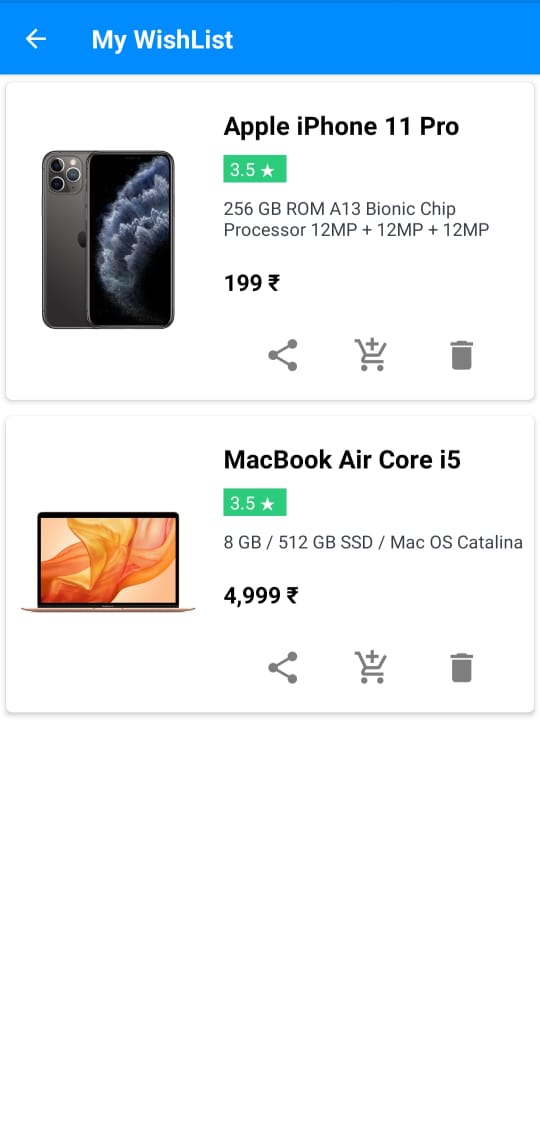 My WishList
Apple iPhone 11 Pro
3.5 ★
256 GB ROM A13 Bionic Chip
Processor 12MP + 12MP + 12MP
199 ₹
MacBook Air Core i5
3.5 ★
8 GB / 512 GB SSD / Mac OS Catalina
4,999 ₹